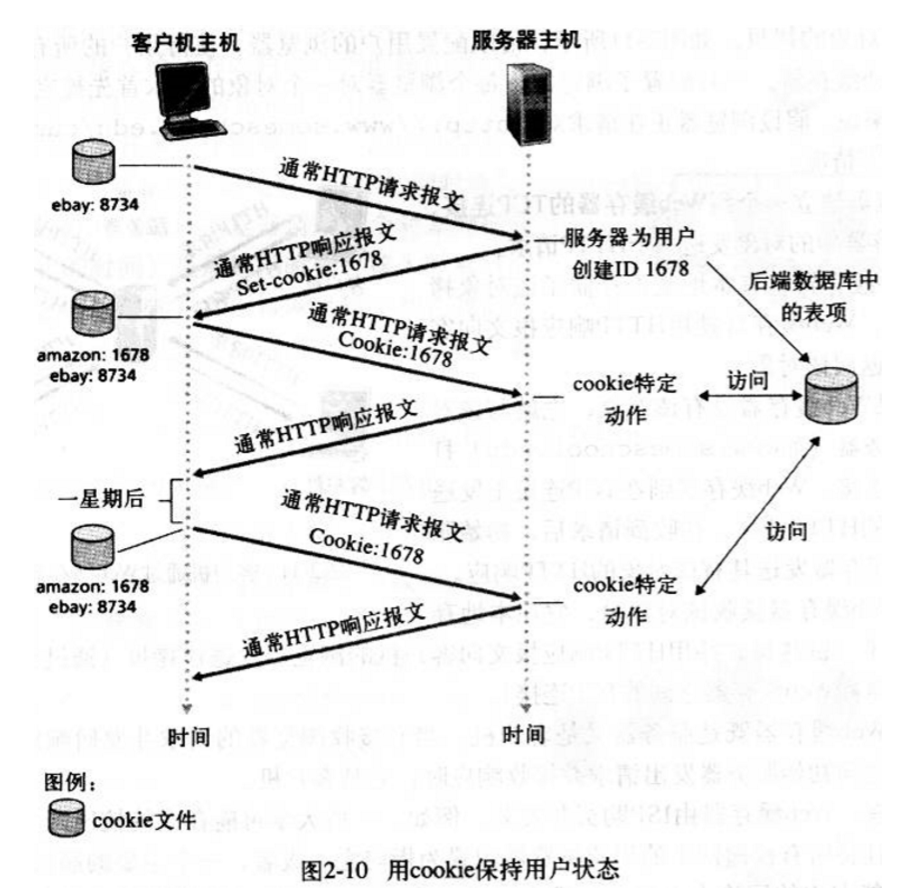 客户机主机
服务器主机
ebay: 8734
通常HTTP请求报文
服务器为用户
创建ID 1678
通常HTTP响应报文
Set-cookie:1678
后端数据库中
的表项
amazon: 1678
ebay: 8734
通常HTTP请求报文
Cookie:1678
cookie特定
动作
访问
通常HTTP响应报文
一星期后
通常HTTP请求报文
Cookie:1678
访问
amazon: 1678
ebay: 8734
cookie特定
动作
通常HTTP响应报文
时间
时间
图例：
cookie文件
图2-10 用cookie保持用户状态